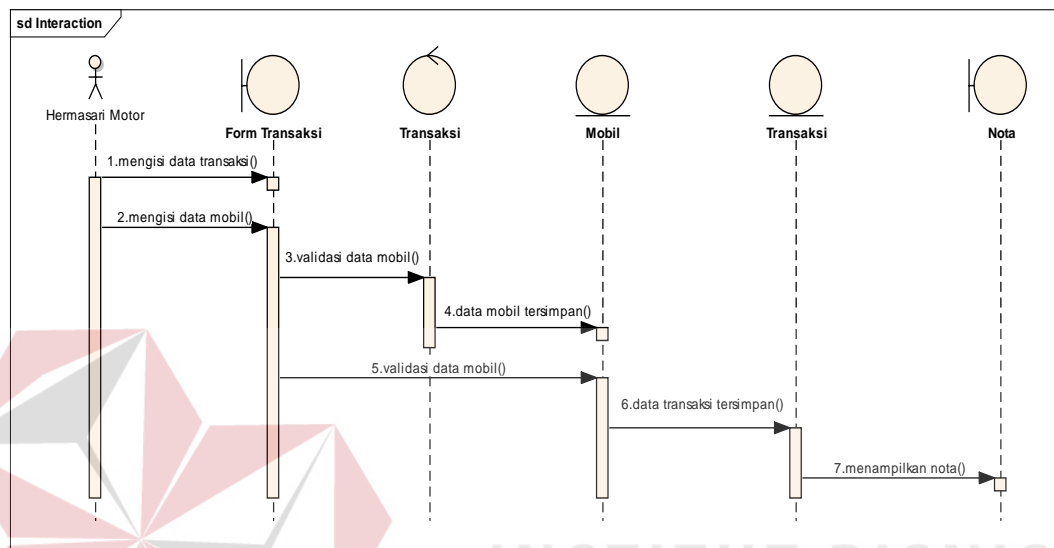 sd Interaction
Hermasari Motor
Form Transaksi
Transaksi
Mobil
Transaksi
Nota
1.mengisi data transaksi()
2.mengisi data mobil()
3.validasi data mobil()
4.data mobil tersimpan()
5.validasi data mobil()
6.data transaksi tersimpan()
7.menampilkan nota()